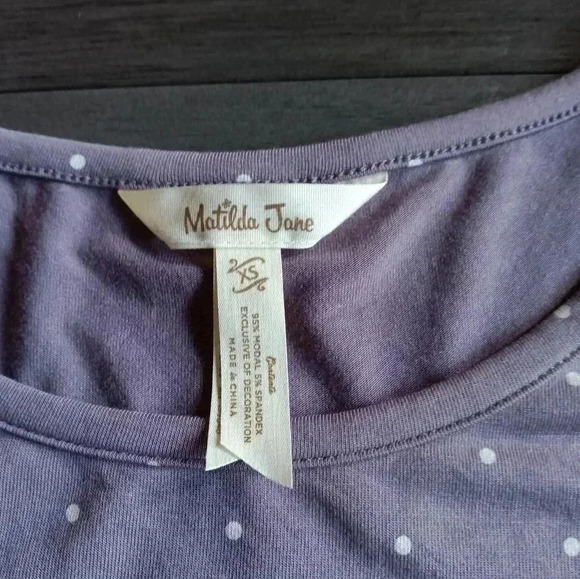 Matilda Jane
XS
Contents
95% MODAL 5% SPANDEX
EXCLUSIVE OF DECORATION
MADE in CHINA